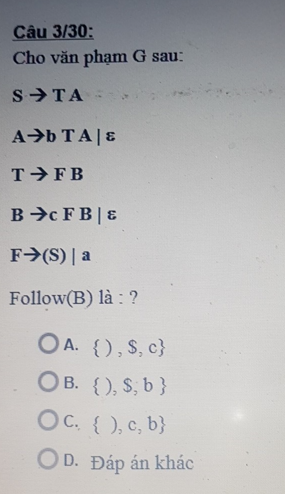 Câu 3/30:
Cho văn phạm G sau:
S → T A
A→b T A | ε
T → F B
B →c F B | ε
F→(S) | a
Follow(B) là : ?
A. { ) , $, c}
B. { ), $, b }
C. { ), c, b}
D. Đáp án khác